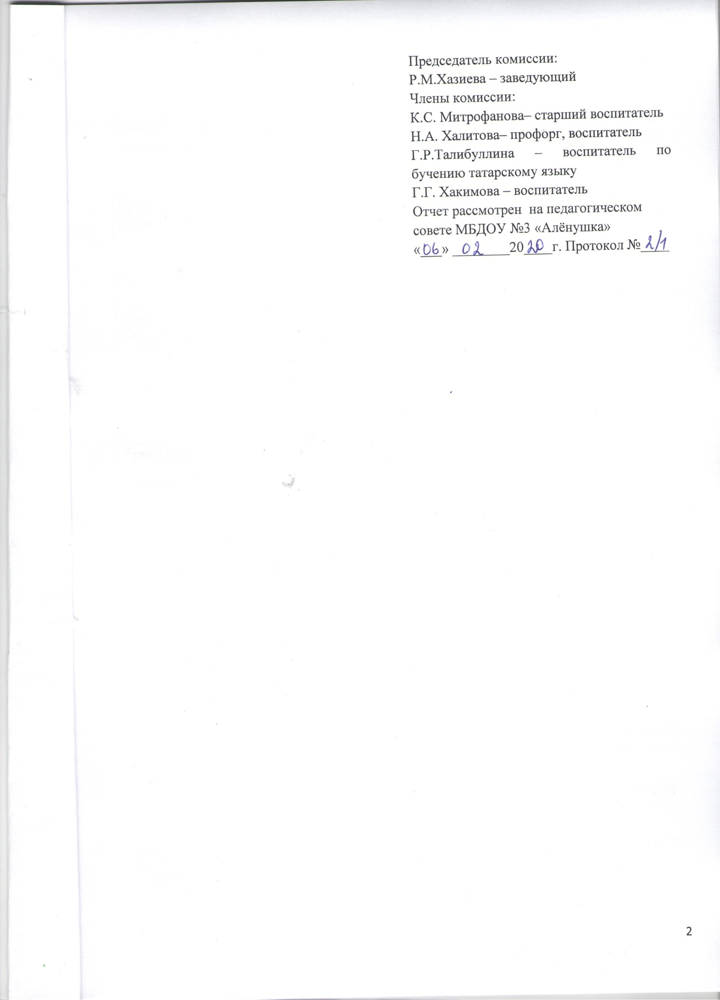 Председатель комиссии:
Р.М.Хазиева – заведующий
Члены комиссии:
К.С. Митрофанова– старший воспитатель
Н.А. Халитова– профорг, воспитатель
Г.Р.Талибуллина – воспитатель по
бучению татарскому языку
Г.Г. Хакимова – воспитатель
Отчет рассмотрен на педагогическом
совете МБДОУ №3 «Алёнушка»
«06» 02 2020 г. Протокол № 2/1
2